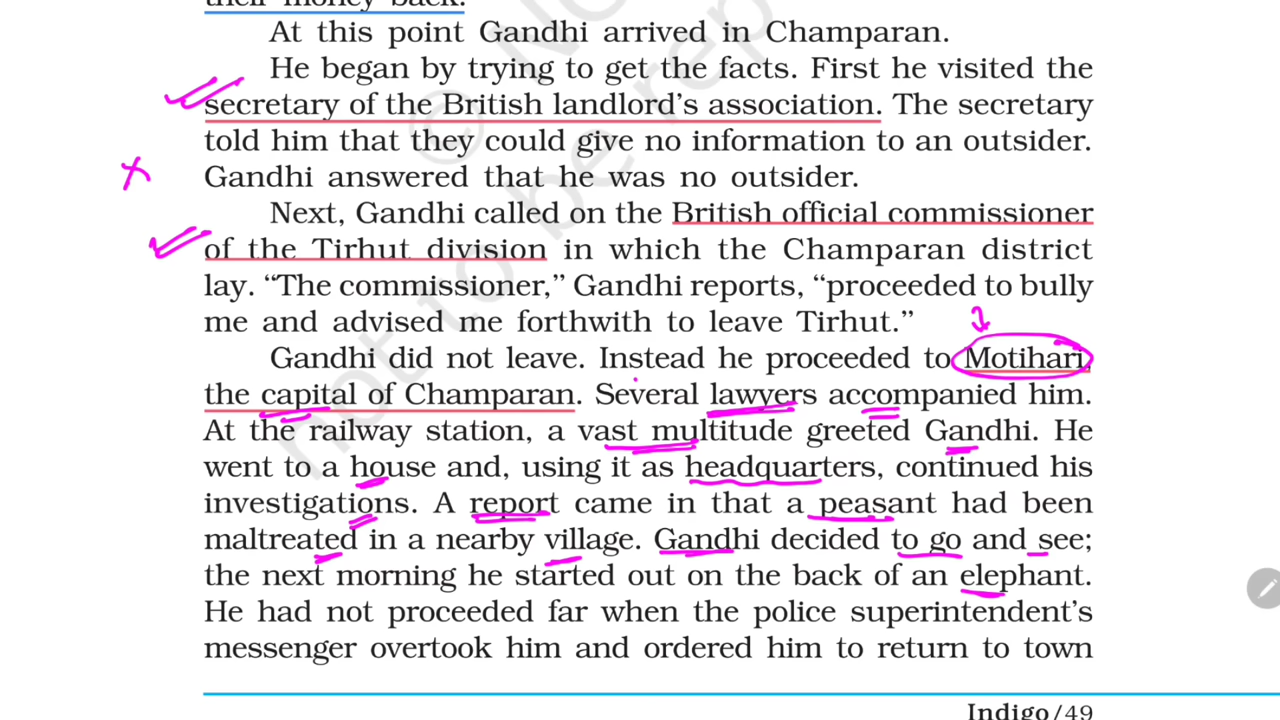 their money back.
At this point Gandhi arrived in Champaran.
He began by trying to get the facts. First he visited the
secretary of the British landlord's association. The secretary
told him that they could give no information to an outsider.
Gandhi answered that he was no outsider.
Next, Gandhi called on the British official commissioner
of the Tirhut division in which the Champaran district
lay. “The commissioner,” Gandhi reports, “proceeded to bully
me and advised me forthwith to leave Tirhut.”
Gandhi did not leave. Instead he proceeded to Motihari,
the capital of Champaran. Several lawyers accompanied him.
At the railway station, a vast multitude greeted Gandhi. He
went to a house and, using it as headquarters, continued his
investigations. A report came in that a peasant had been
maltreated in a nearby village. Gandhi decided to go and see;
the next morning he started out on the back of an elephant.
He had not proceeded far when the police superintendent's
messenger overtook him and ordered him to return to town
Indigo/49
© N
not to be rep